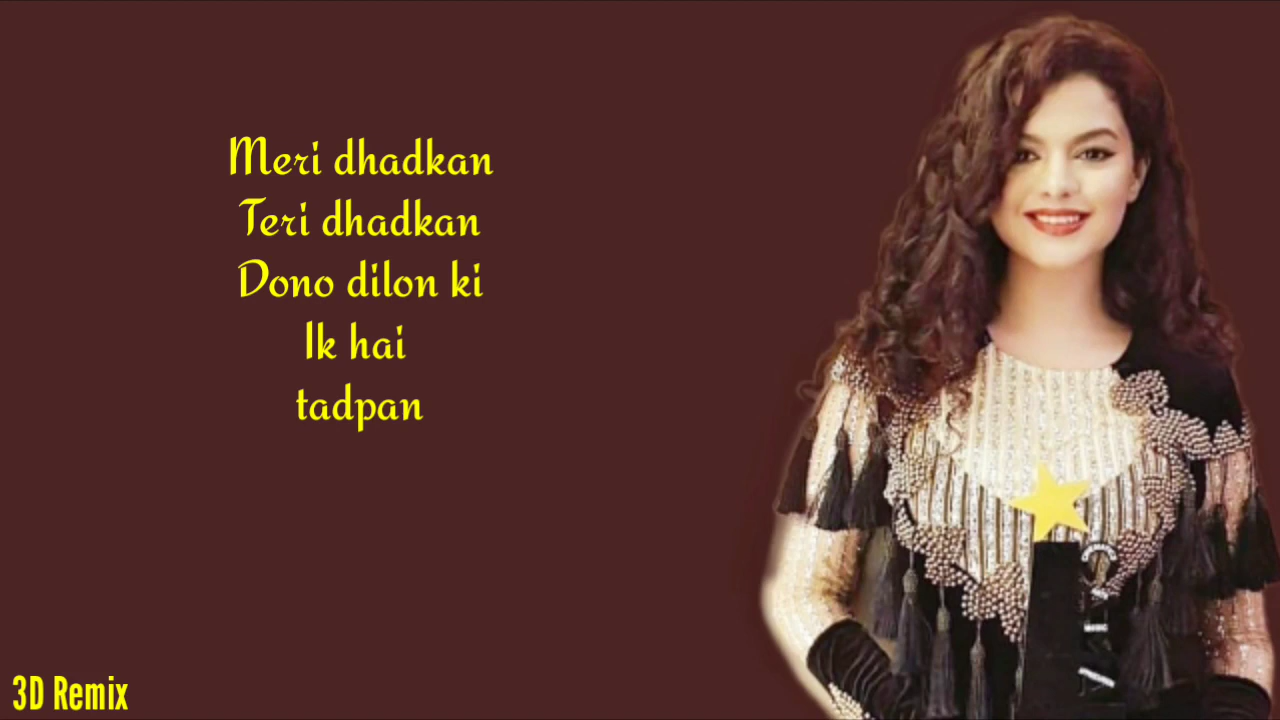 Meri dhadkan
Teri dhadkan
Dono dilon ki
Ik hai
tadpan
3D Remix